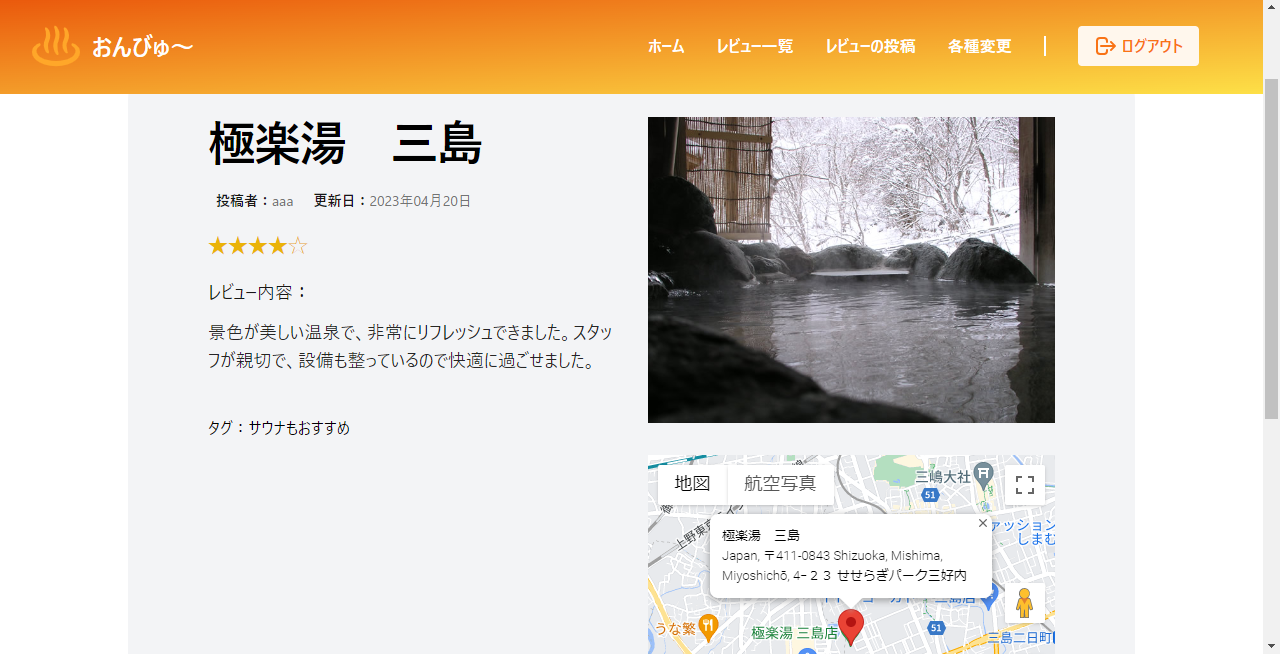 おんびゅ〜
ホーム レビュー一覧 レビューの投稿 各種変更 ログアウト
極楽湯　三島
投稿者：aaa 更新日：2023年04月20日
★★★★☆
レビュー内容：
景色が美しい温泉で、非常にリフレッシュできました。スタッ
フが親切で、設備も整っているので快適に過ごせました。
タグ：サウナもおすすめ
地図 航空写真
三嶋大社
51
上野東京ライ
ァッション
しまむ
極楽湯　三島
Japan, 〒411-0843 Shizuoka, Mishima,
Miyoshichō, 4−２３ せせらぎパーク三好内
うな繁
極楽湯 三島店
51
三島二日町